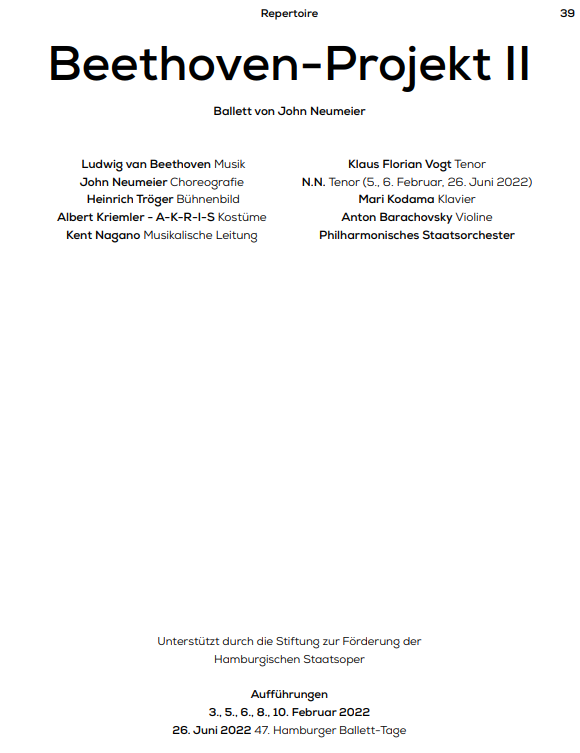 Repertoire
39
Beethoven-Projekt II
Ballett von John Neumeier
Ludwig van Beethoven Musik
John Neumeier Choreografie
Heinrich Tröger Bühnenbild
Albert Kriemler - A-K-R-I-S Kostüme
Kent Nagano Musikalische Leitung
Klaus Florian Vogt Tenor
N.N. Tenor (5., 6. Februar, 26. Juni 2022)
Mari Kodama Klavier
Anton Barachovsky Violine
Philharmonisches Staatsorchester
Unterstützt durch die Stiftung zur Förderung der
Hamburgischen Staatsoper
Aufführungen
3., 5., 6., 8., 10. Februar 2022
26. Juni 2022 47. Hamburger Ballett-Tage